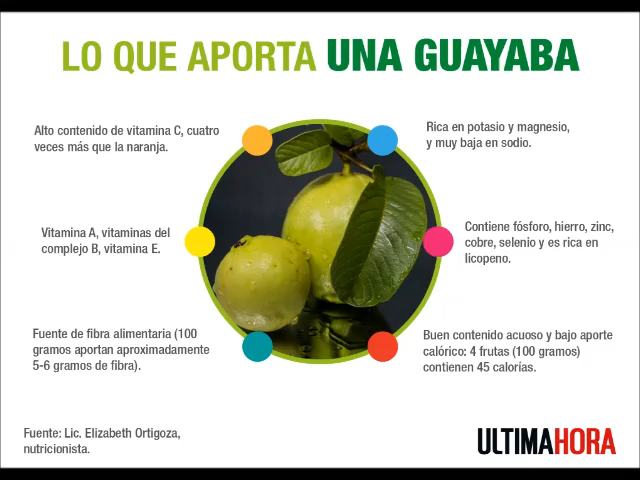 LO QUE APORTA UNA GUAYABA
Alto contenido de vitamina C, cuatro
veces más que la naranja.
Rica en potasio y magnesio,
y muy baja en sodio.
Vitamina A, vitaminas del
complejo B, vitamina E.
Contiene fósforo, hierro, zinc,
cobre, selenio y es rica en
licopeno.
Fuente de fibra alimentaria (100
gramos aportan aproximadamente
5-6 gramos de fibra).
Buen contenido acuoso y bajo aporte
calórico: 4 frutas (100 gramos)
contienen 45 calorías.
Fuente: Lic. Elizabeth Ortigoza,
nutricionista.
ULTIMAHORA